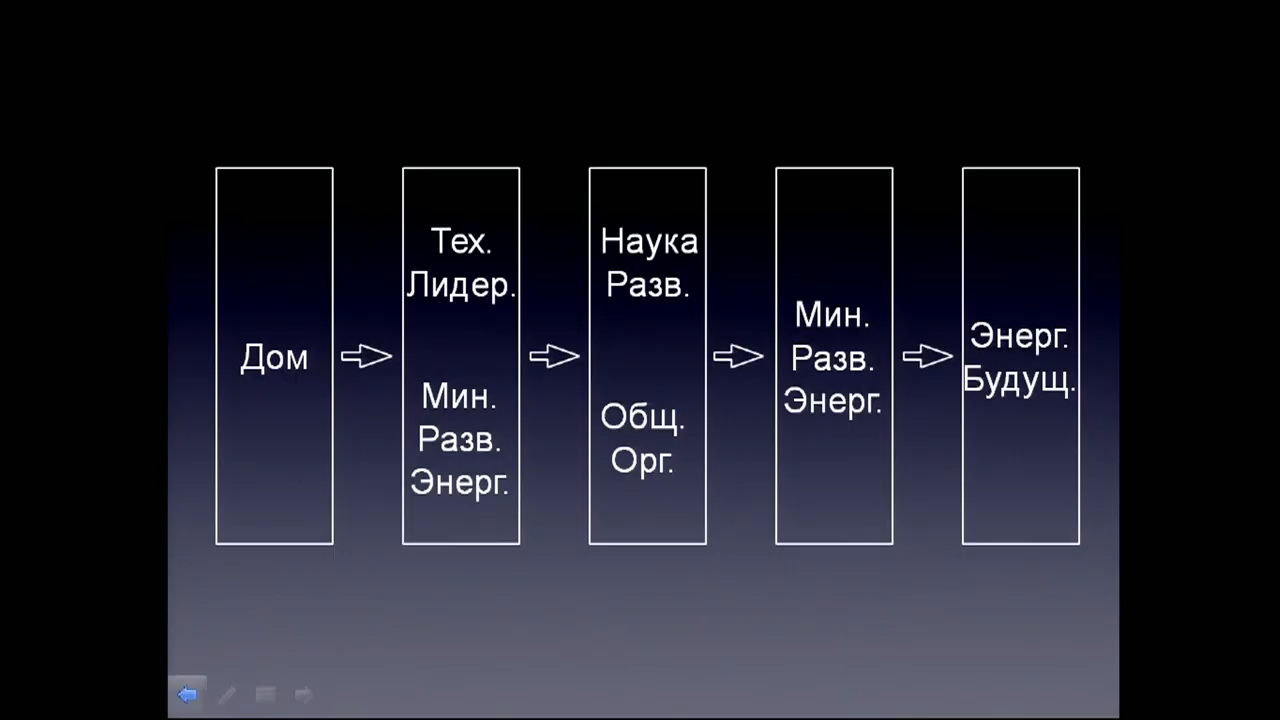 Дом
Тех.
Лидер.
Мин.
Разв.
Энерг.
Наука
Разв.
Общ.
Орг.
Мин.
Разв.
Энерг.
Энерг.
Будущ.